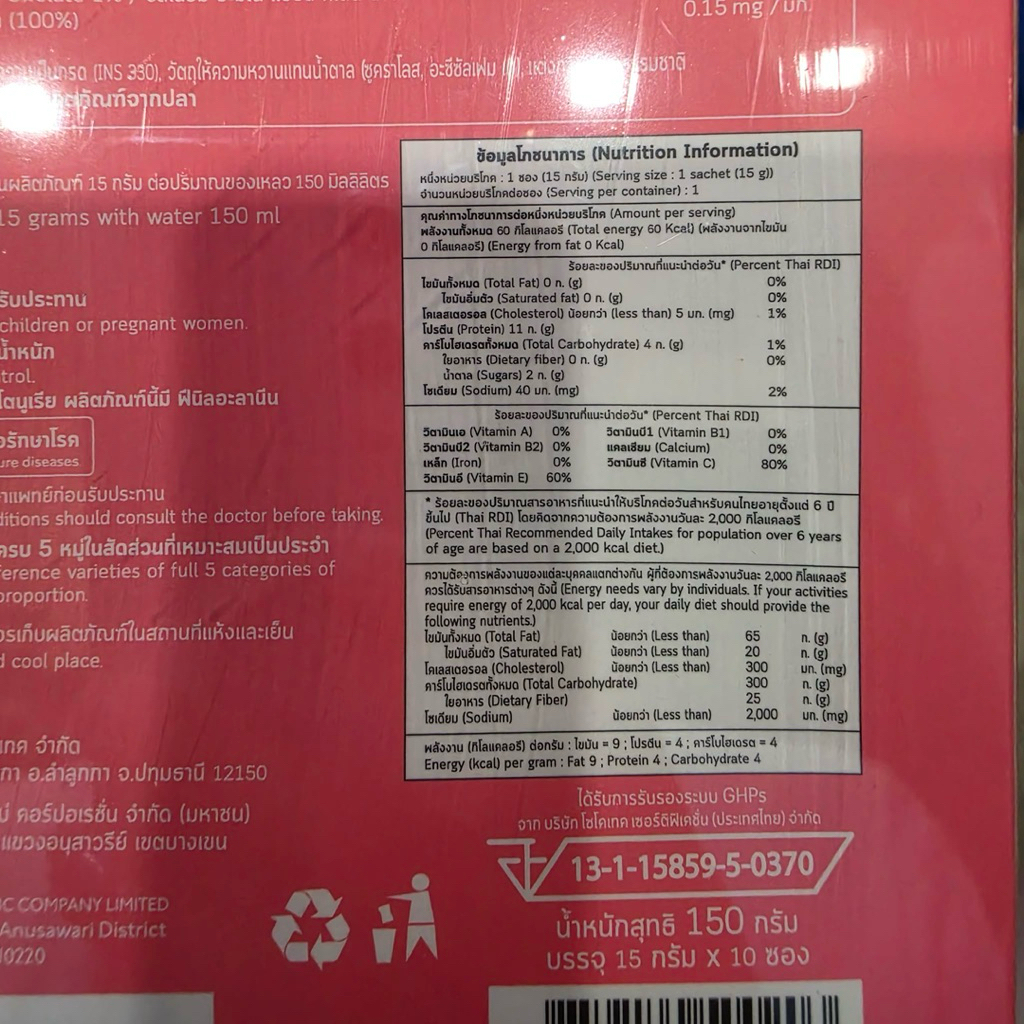 (100%)
0.15 mg /มก.
กรด (INS 330), วัตถุให้ความหวานแทนน้ำตาล (ซูคราโลส, อะซีซัลเฟม
รรมชาติ
ภัณฑ์จากปลา
ผลิตภัณฑ์ 15 กรัม ต่อปริมาณของเหลว 150 มิลลิลิตร
15 grams with water 150 ml
รับประทาน
children or pregnant women.
น้ำหนัก
trol.
โตนูเรีย ผลิตภัณฑ์นี้มี ฟีนิลอะลานีน
รักษาโรค
ure diseases
แพทย์ก่อนรับประทาน
ditions should consult the doctor before taking.
ครบ 5 หมู่ในสัดส่วนที่เหมาะสมเป็นประจำ
ference varieties of full 5 categories of
proportion.
รเก็บผลิตภัณฑ์ในสถานที่แห้งและเย็น
d cool place.
เทค จำกัด
กา อ.ลำลูกกา จ.ปทุมธานี 12150
คอร์ปอเรชั่น จำกัด (มหาชน)
แขวงอนุสาวรีย์ เขตบางเขน
C COMPANY LIMITED
Anusawari District
10220
ข้อมูลโภชนาการ (Nutrition Information)
หนึ่งหน่วยบริโภค : 1 ซอง (15 กรัม) (Serving size : 1 sachet (15 g))
จำนวนหน่วยบริโภคต่อซอง (Serving per container) : 1
คุณค่าทางโภชนาการต่อหนึ่งหน่วยบริโภค (Amount per serving)
พลังงานทั้งหมด 60 กิโลแคลอรี (Total energy 60 Kcal) (พลังงานจากไขมัน
0 กิโลแคลอรี) (Energy from fat 0 Kcal)
ร้อยละของปริมาณที่แนะนำต่อวัน* (Percent Thai RDI)
ไขมันทั้งหมด (Total Fat) 0 ก. (g) 0%
ไขมันอิ่มตัว (Saturated fat) 0 ก. (g) 0%
โคเลสเตอรอล (Cholesterol) น้อยกว่า (less than) 5 มก. (mg) 1%
โปรตีน (Protein) 11 ก. (g)
คาร์โบไฮเดรตทั้งหมด (Total Carbohydrate) 4 ก. (g) 1%
ใยอาหาร (Dietary fiber) 0 ก. (g) 0%
น้ำตาล (Sugars) 2 ก. (g)
โซเดียม (Sodium) 40 มก. (mg) 2%
ร้อยละของปริมาณที่แนะนำต่อวัน* (Percent Thai RDI)
วิตามินเอ (Vitamin A) 0% วิตามินบี1 (Vitamin B1) 0%
วิตามินบี2 (Vitamin B2) 0% แคลเซียม (Calcium) 0%
เหล็ก (Iron) 0% วิตามินซี (Vitamin C) 80%
วิตามินอี (Vitamin E) 60%
* ร้อยละของปริมาณสารอาหารที่แนะนำให้บริโภคต่อวันสำหรับคนไทยอายุตั้งแต่ 6 ปี
ขึ้นไป (Thai RDI) โดยคิดจากความต้องการพลังงานวันละ 2,000 กิโลแคลอรี
(Percent Thai Recommended Daily Intakes for population over 6 years
of age are based on a 2,000 kcal diet.)
ความต้องการพลังงานของแต่ละบุคคลแตกต่างกัน ผู้ที่ต้องการพลังงานวันละ 2,000 กิโลแคลอรี
ควรได้รับสารอาหารต่างๆ ดังนี้ (Energy needs vary by individuals. If your activities
require energy of 2,000 kcal per day, your daily diet should provide the
following nutrients.)
ไขมันทั้งหมด (Total Fat) น้อยกว่า (Less than) 65 ก. (g)
ไขมันอิ่มตัว (Saturated Fat) น้อยกว่า (Less than) 20 ก. (g)
โคเลสเตอรอล (Cholesterol) น้อยกว่า (Less than) 300 มก. (mg)
คาร์โบไฮเดรตทั้งหมด (Total Carbohydrate) 300 ก. (g)
ใยอาหาร (Dietary Fiber) 25 ก. (g)
โซเดียม (Sodium) น้อยกว่า (Less than) 2,000 มก. (mg)
พลังงาน (กิโลแคลอรี) ต่อกรัม : ไขมัน = 9 ; โปรตีน = 4 ; คาร์โบไฮเดรต = 4
Energy (kcal) per gram : Fat 9 ; Protein 4 ; Carbohydrate 4
ได้รับการรับรองระบบ GHPs
จาก บริษัท โซโคเทค เซอร์ติฟิเคชั่น (ประเทศไทย) จำกัด
13-1-15859-5-0370
น้ำหนักสุทธิ 150 กรัม
บรรจุ 15 กรัม X 10 ซอง